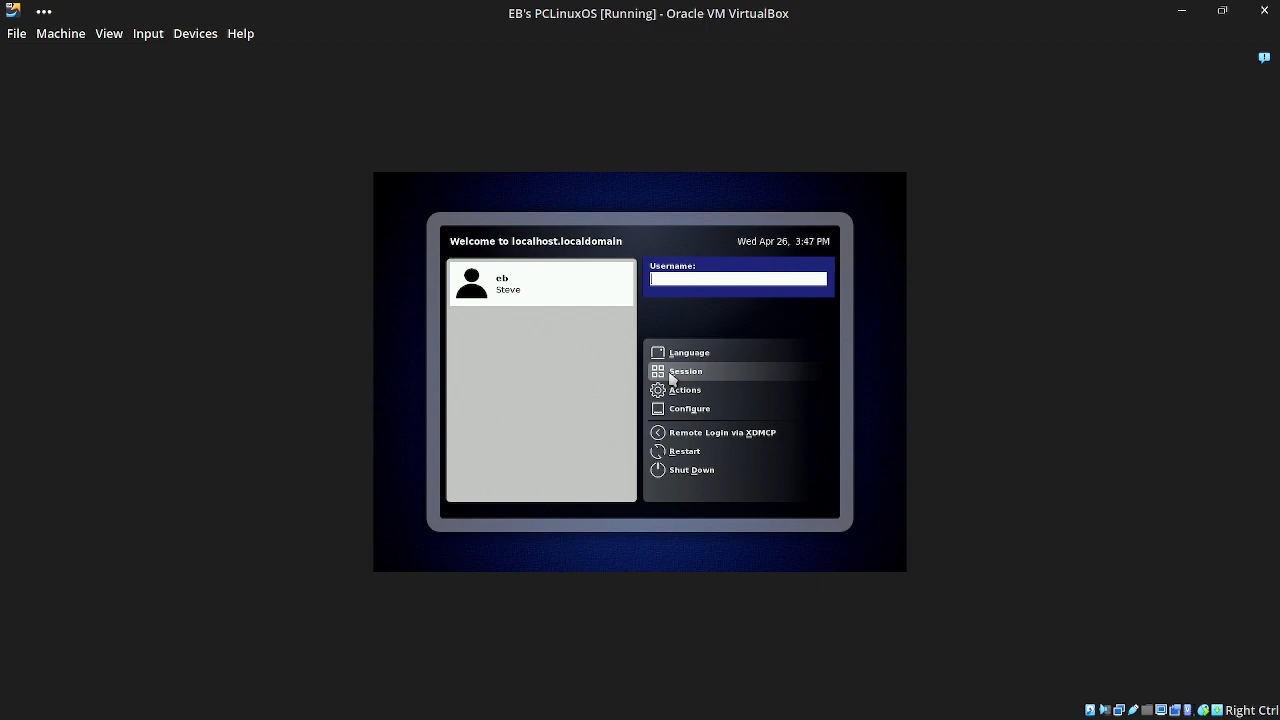 EB's PCLinuxOS [Running] - Oracle VM VirtualBox
File Machine View Input Devices Help
Welcome to localhost.localdomain
Wed Apr 26, 3:47 PM
eb
Steve
Username:
Language
Session
Actions
Configure
Remote Login via XDMCP
Restart
Shut Down
Right Ctrl